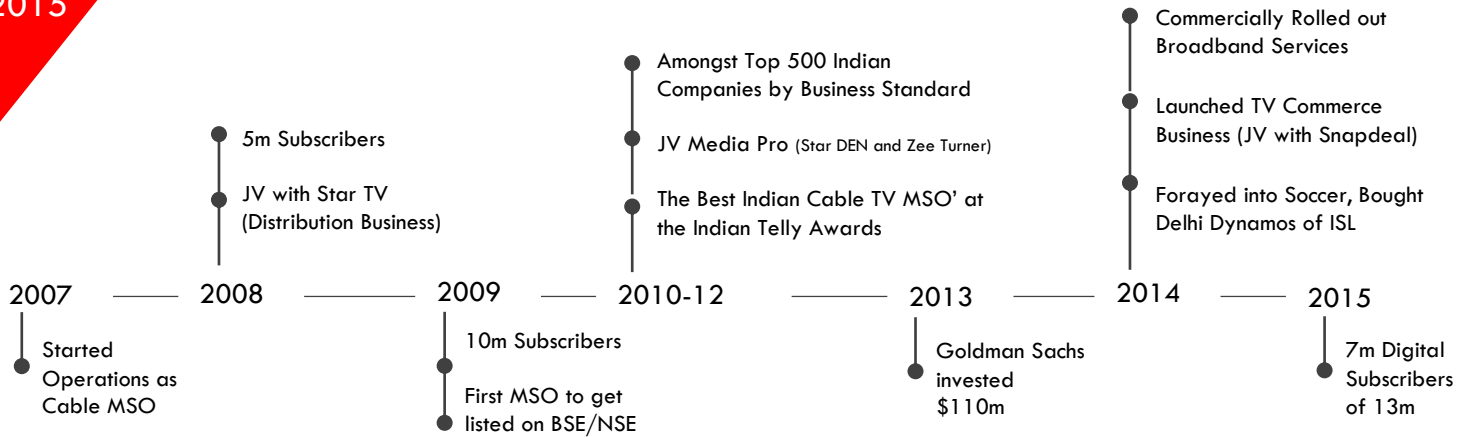 2015
5m Subscribers
JV with Star TV
(Distribution Business)
Amongst Top 500 Indian
Companies by Business Standard
JV Media Pro (Star DEN and Zee Turner)
The Best Indian Cable TV MSO’ at
the Indian Telly Awards
Commercially Rolled out
Broadband Services
Launched TV Commerce
Business (JV with Snapdeal)
Forayed into Soccer, Bought
Delhi Dynamos of ISL
2007
2008
2009
2010-12
2013
2014
2015
Started
Operations as
Cable MSO
10m Subscribers
First MSO to get
listed on BSE/NSE
Goldman Sachs
invested
$110m
7m Digital
Subscribers
of 13m